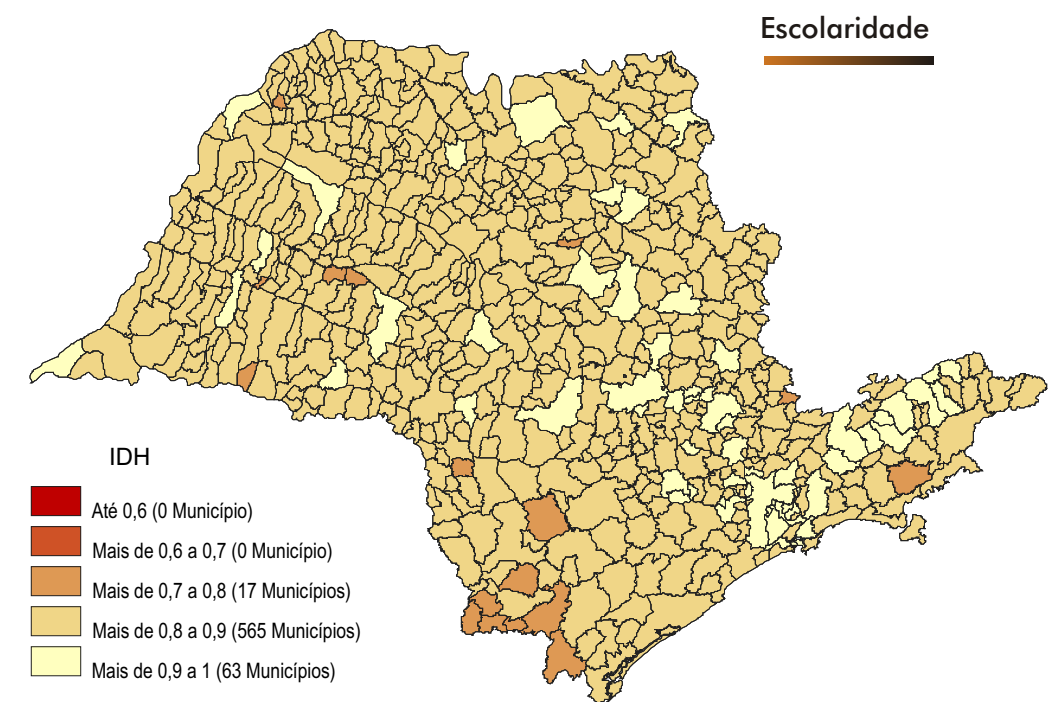 Escolaridade
IDH
Até 0,6 (0 Município)
Mais de 0,6 a 0,7 (0 Município)
Mais de 0,7 a 0,8 (17 Municípios)
Mais de 0,8 a 0,9 (565 Municípios)
Mais de 0,9 a 1 (63 Municípios)